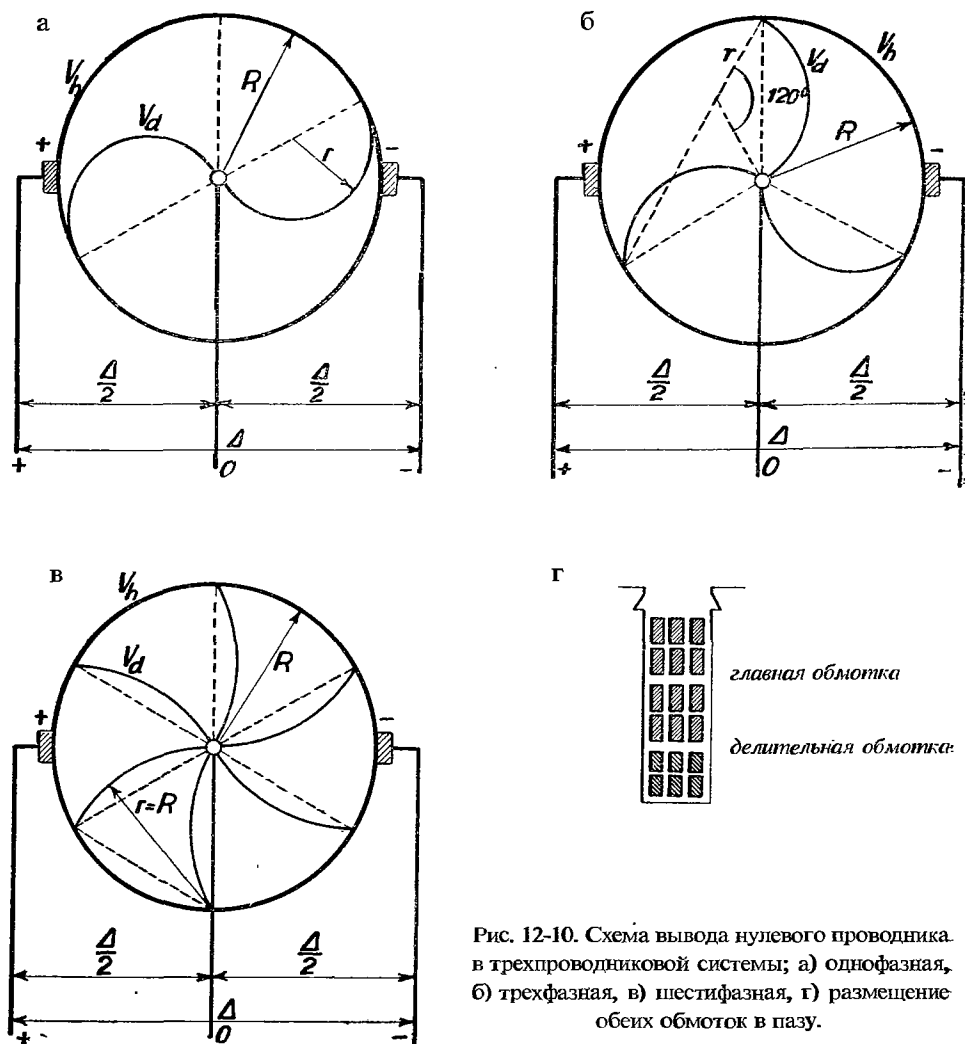 а
V_h
V_d
R
r
+
-
Δ/2
Δ/2
Δ
+
0
-
б
r
V_d
V_h
120°
R
+
-
Δ/2
Δ/2
Δ
+
0
-
в
V_h
V_d
R
+
-
r=R
Δ/2
Δ/2
Δ
+
0
-
г
главная обмотка
делительная обмотка
Рис. 12-10. Схема вывода нулевого проводника
в трехпроводниковой системы; а) однофазная,
б) трехфазная, в) шестифазная, г) размещение
обеих обмоток в пазу.